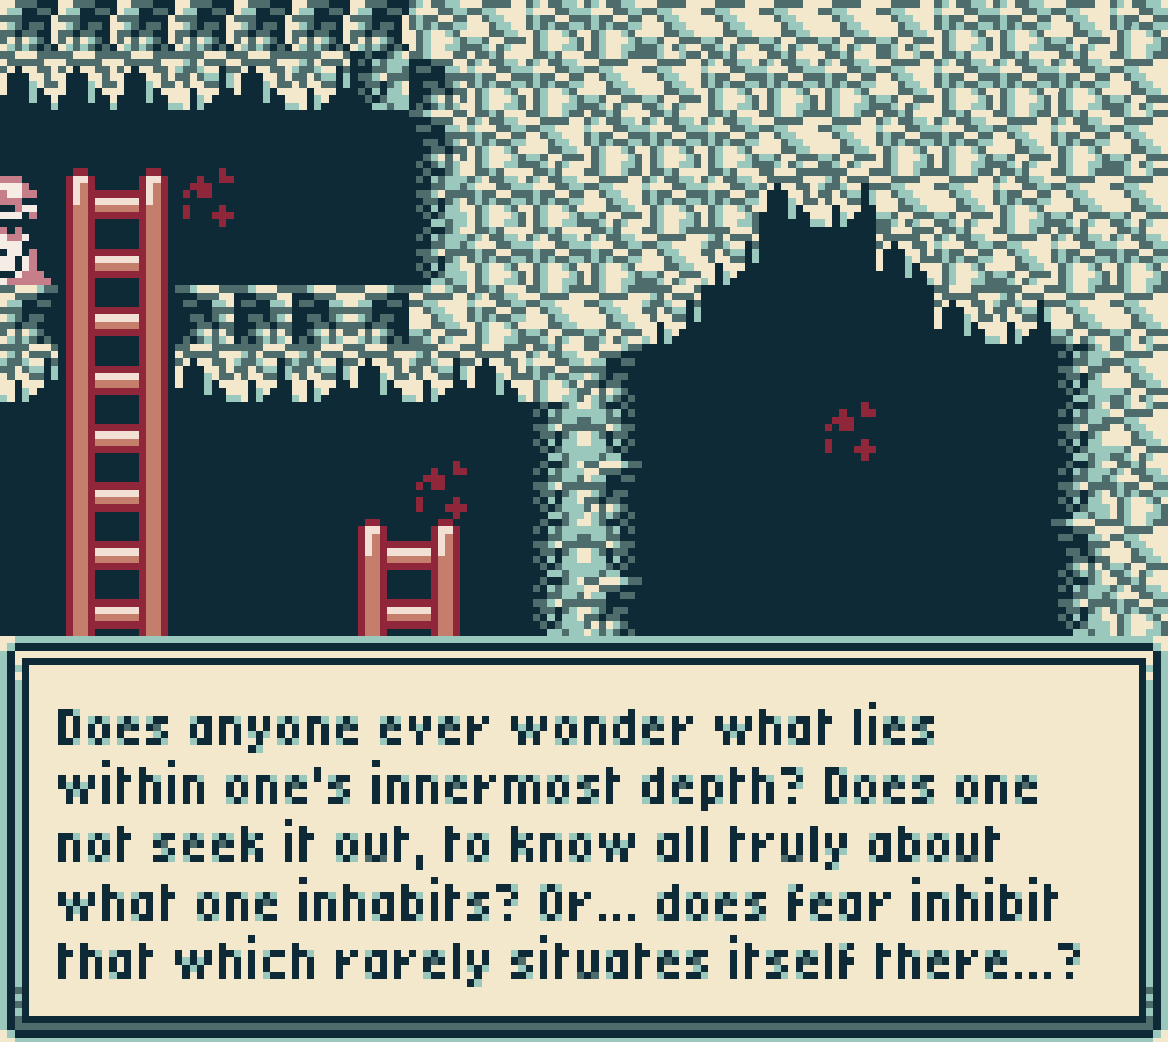 Does anyone ever wonder what lies
within one's innermost depth? Does one
not seek it out, to know all truly about
what one inhabits? Or... does fear inhibit
that which rarely situates itself there...?